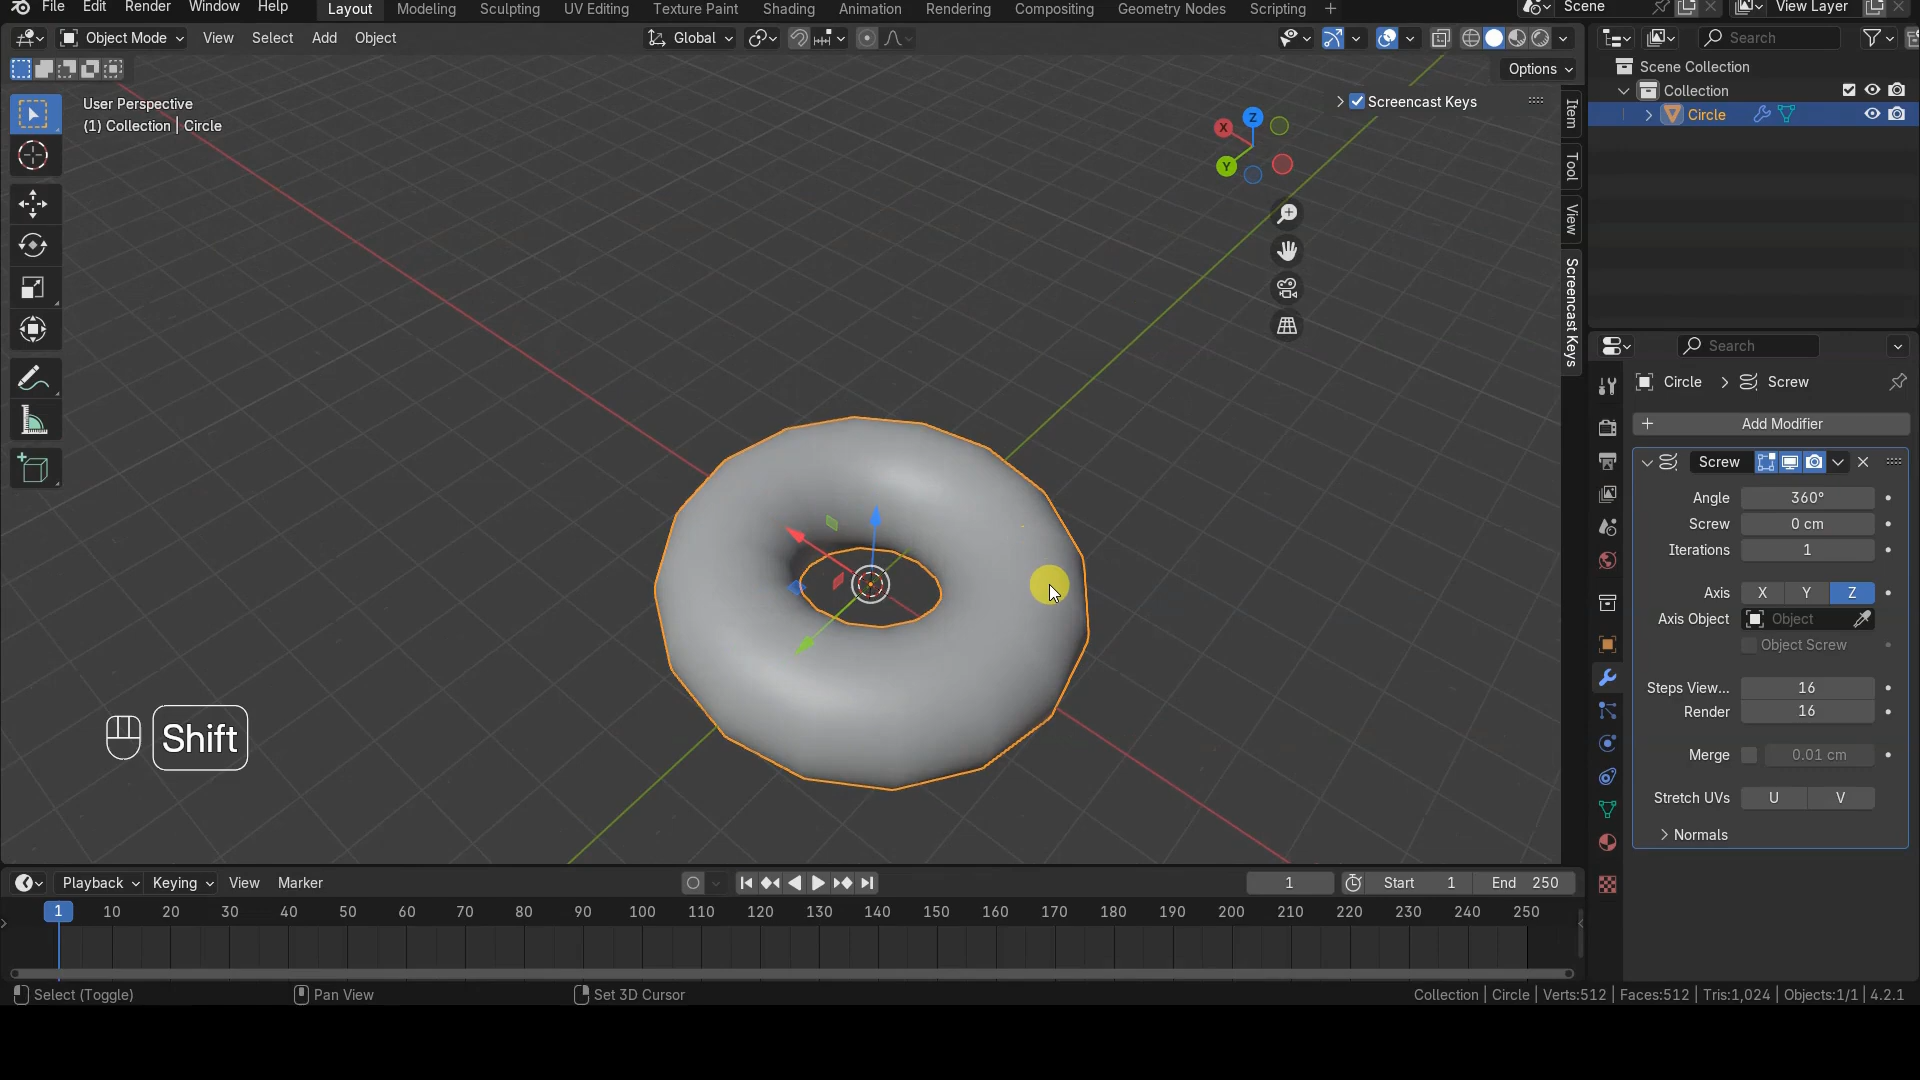 File Edit Render Window Help Layout Modeling Sculpting UV Editing Texture Paint Shading Animation Rendering Compositing Geometry Nodes Scripting + Scene View Layer
Object Mode View Select Add Object Global Search
Options
User Perspective
(1) Collection | Circle
Screencast Keys
X Z Y
Item
Tool
View
Screencast Keys
Shift
Scene Collection
Collection
Circle
Search
Circle > Screw
+ Add Modifier
Screw
Angle 360°
Screw 0 cm
Iterations 1
Axis X Y Z
Axis Object Object
Object Screw
Steps View... 16
Render 16
Merge 0.01 cm
Stretch UVs U V
Normals
Playback Keying View Marker 1 Start 1 End 250
1 10 20 30 40 50 60 70 80 90 100 110 120 130 140 150 160 170 180 190 200 210 220 230 240 250
Select (Toggle) Pan View Set 3D Cursor Collection | Circle | Verts:512 | Faces:512 | Tris:1,024 | Objects:1/1 | 4.2.1